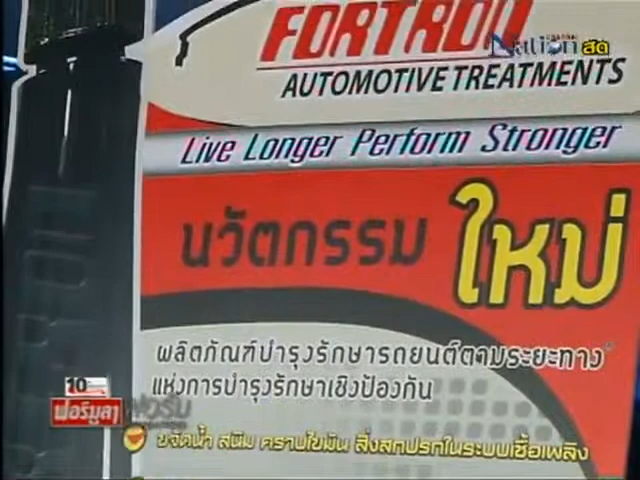 FORTRON
Nation สด
AUTOMOTIVE TREATMENTS
Live Longer Perform Stronger
นวัตกรรม ใหม่
ผลิตภัณฑ์บำรุงรักษารถยนต์ตามระยะทาง
แห่งการบำรุงรักษาเชิงป้องกัน
10
ฟอร์มูลา
ขจัดน้ำ สนิม คราบไขมัน สิ่งสกปรกในระบบเชื้อเพลิง